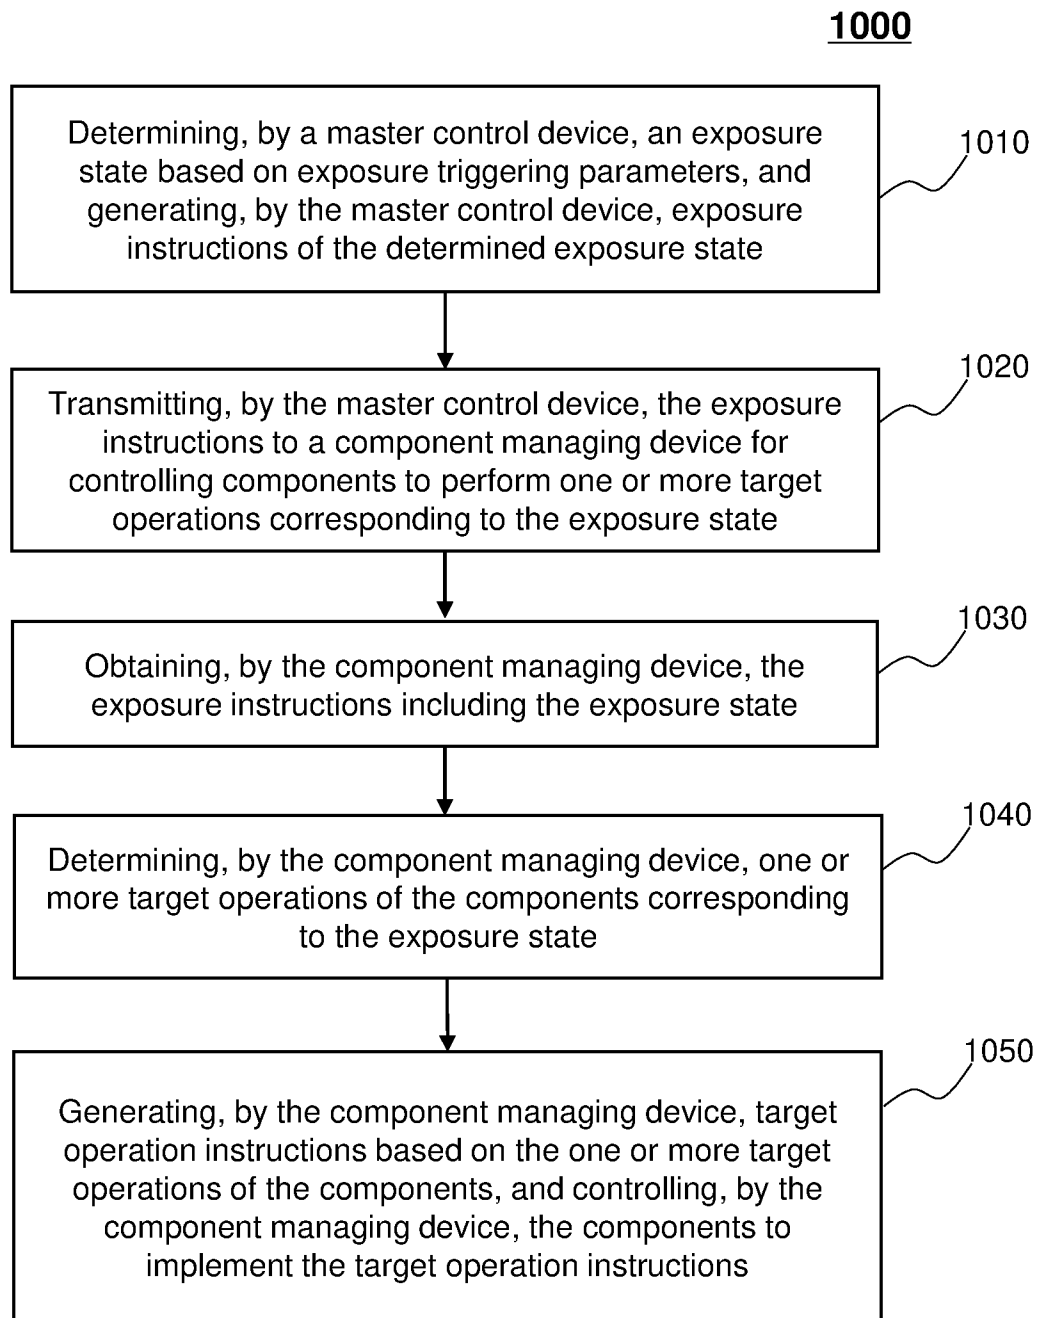 1000
Determining, by a master control device, an exposure
state based on exposure triggering parameters, and
generating, by the master control device, exposure
instructions of the determined exposure state
1010
Transmitting, by the master control device, the exposure
instructions to a component managing device for
controlling components to perform one or more target
operations corresponding to the exposure state
1020
Obtaining, by the component managing device, the
exposure instructions including the exposure state
1030
Determining, by the component managing device, one or
more target operations of the components corresponding
to the exposure state
1040
Generating, by the component managing device, target
operation instructions based on the one or more target
operations of the components, and controlling, by the
component managing device, the components to
implement the target operation instructions
1050